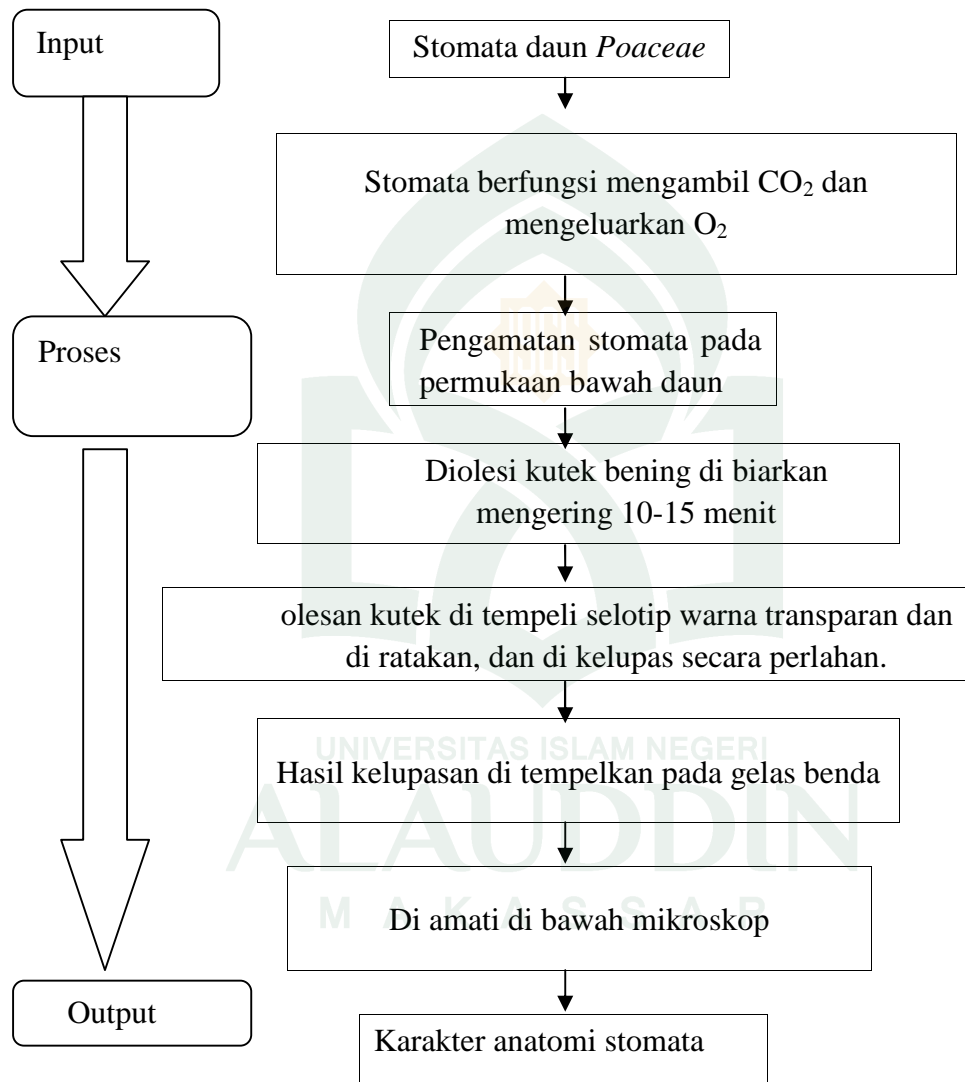 Input
Stomata daun Poaceae
Stomata berfungsi mengambil CO₂ dan
mengeluarkan O₂
Proses
Pengamatan stomata pada
permukaan bawah daun
Diolesi kutek bening di biarkan
mengering 10-15 menit
olesan kutek di tempeli selotip warna transparan dan
di ratakan, dan di kelupas secara perlahan.
UNIVERSITAS ISLAM NEGERI
Hasil kelupasan di tempelkan pada gelas benda
ALAUDDIN
MAKASSAR
Di amati di bawah mikroskop
Output
Karakter anatomi stomata